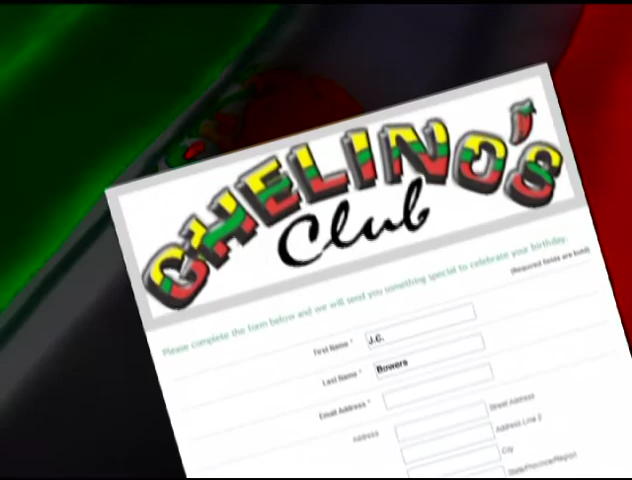 CHELINO'S
Club
Please complete the form below and we will send you something special to celebrate your birthday.
(Required fields are bold)
First Name *
J.C.
Last Name *
Bowers
Email Address *
Address
Street Address
Address Line 2
City
State/Province/Region